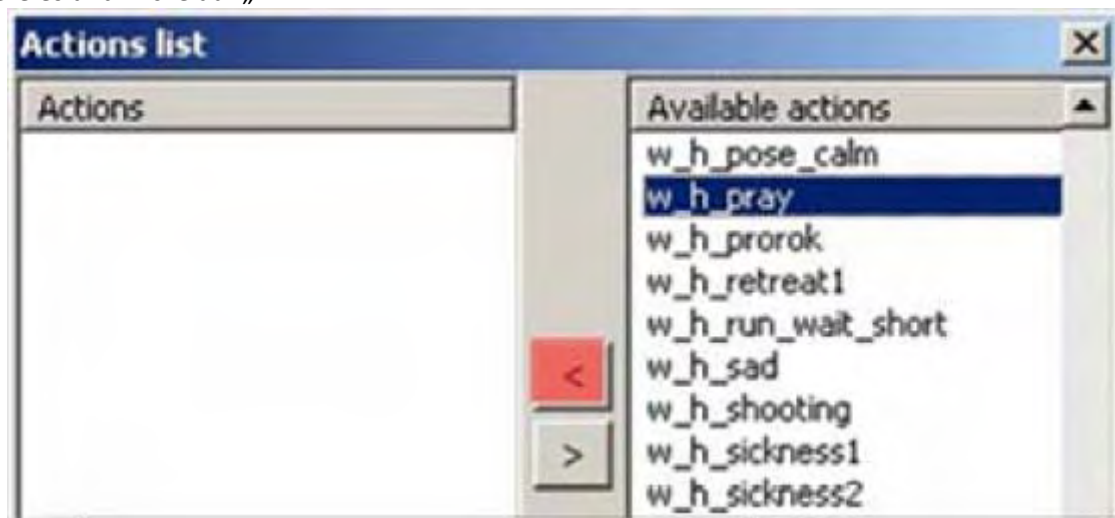 Actions list
Actions
Available actions
w_h_pose_calm
w_h_pray
w_h_prorok
w_h_retreat1
w_h_run_wait_short
<
w_h_sad
w_h_shooting
>
w_h_sickness1
w_h_sickness2